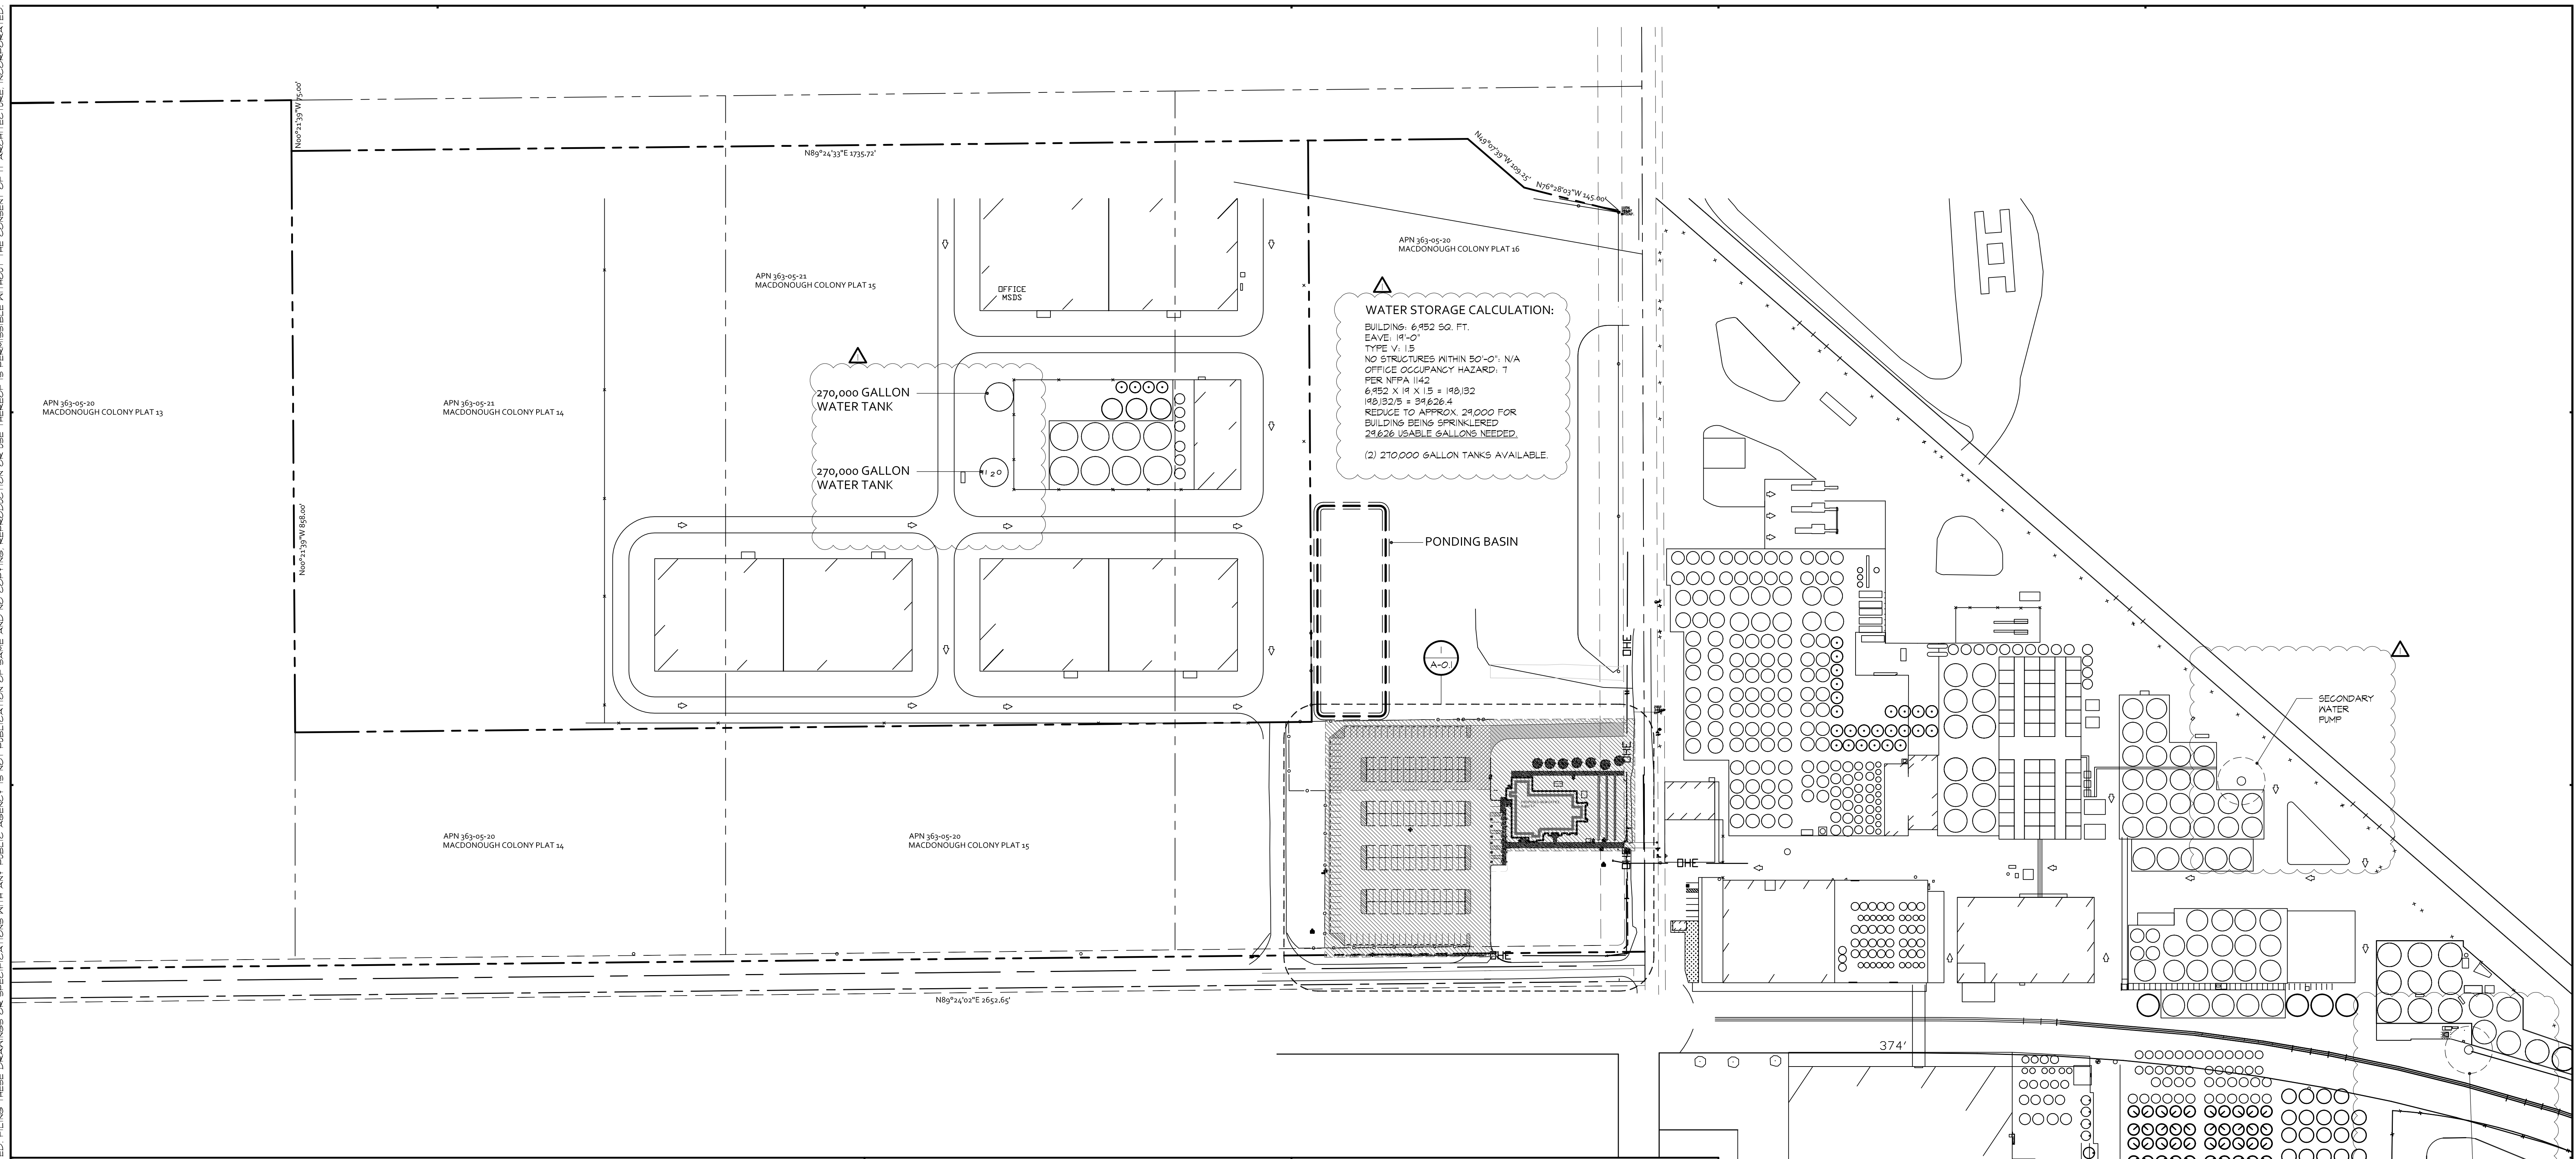 N00°21'39"W 75.00'
N89°24'33"E 1735.72'
N49°07'39"W 109.25'
N76°28'03"W 145.00'
APN 363-05-20
MACDONOUGH COLONY PLAT 16
APN 363-05-21
MACDONOUGH COLONY PLAT 15
OFFICE
MSDS
WATER STORAGE CALCULATION:
BUILDING: 6,952 SQ. FT.
EAVE: 19'-0"
TYPE V: 1.5
NO STRUCTURES WITHIN 50'-0": N/A
OFFICE OCCUPANCY HAZARD: 7
PER NFPA 1142
6,952 X 19 X 1.5 = 198,132
198,132/5 = 39,626.4
REDUCE TO APPROX. 29,000 FOR
BUILDING BEING SPRINKLERED
29,626 USABLE GALLONS NEEDED.
(2) 270,000 GALLON TANKS AVAILABLE.
270,000 GALLON
WATER TANK
270,000 GALLON
WATER TANK
120
APN 363-05-20
MACDONOUGH COLONY PLAT 13
APN 363-05-21
MACDONOUGH COLONY PLAT 14
N00°21'39"W 858.00'
PONDING BASIN
1
A-0.1
OHE
SECONDARY
WATER
PUMP
OHE
APN 363-05-20
MACDONOUGH COLONY PLAT 14
APN 363-05-20
MACDONOUGH COLONY PLAT 15
OHE
OHE
OHE
N89°24'02"E 2652.65'
374'